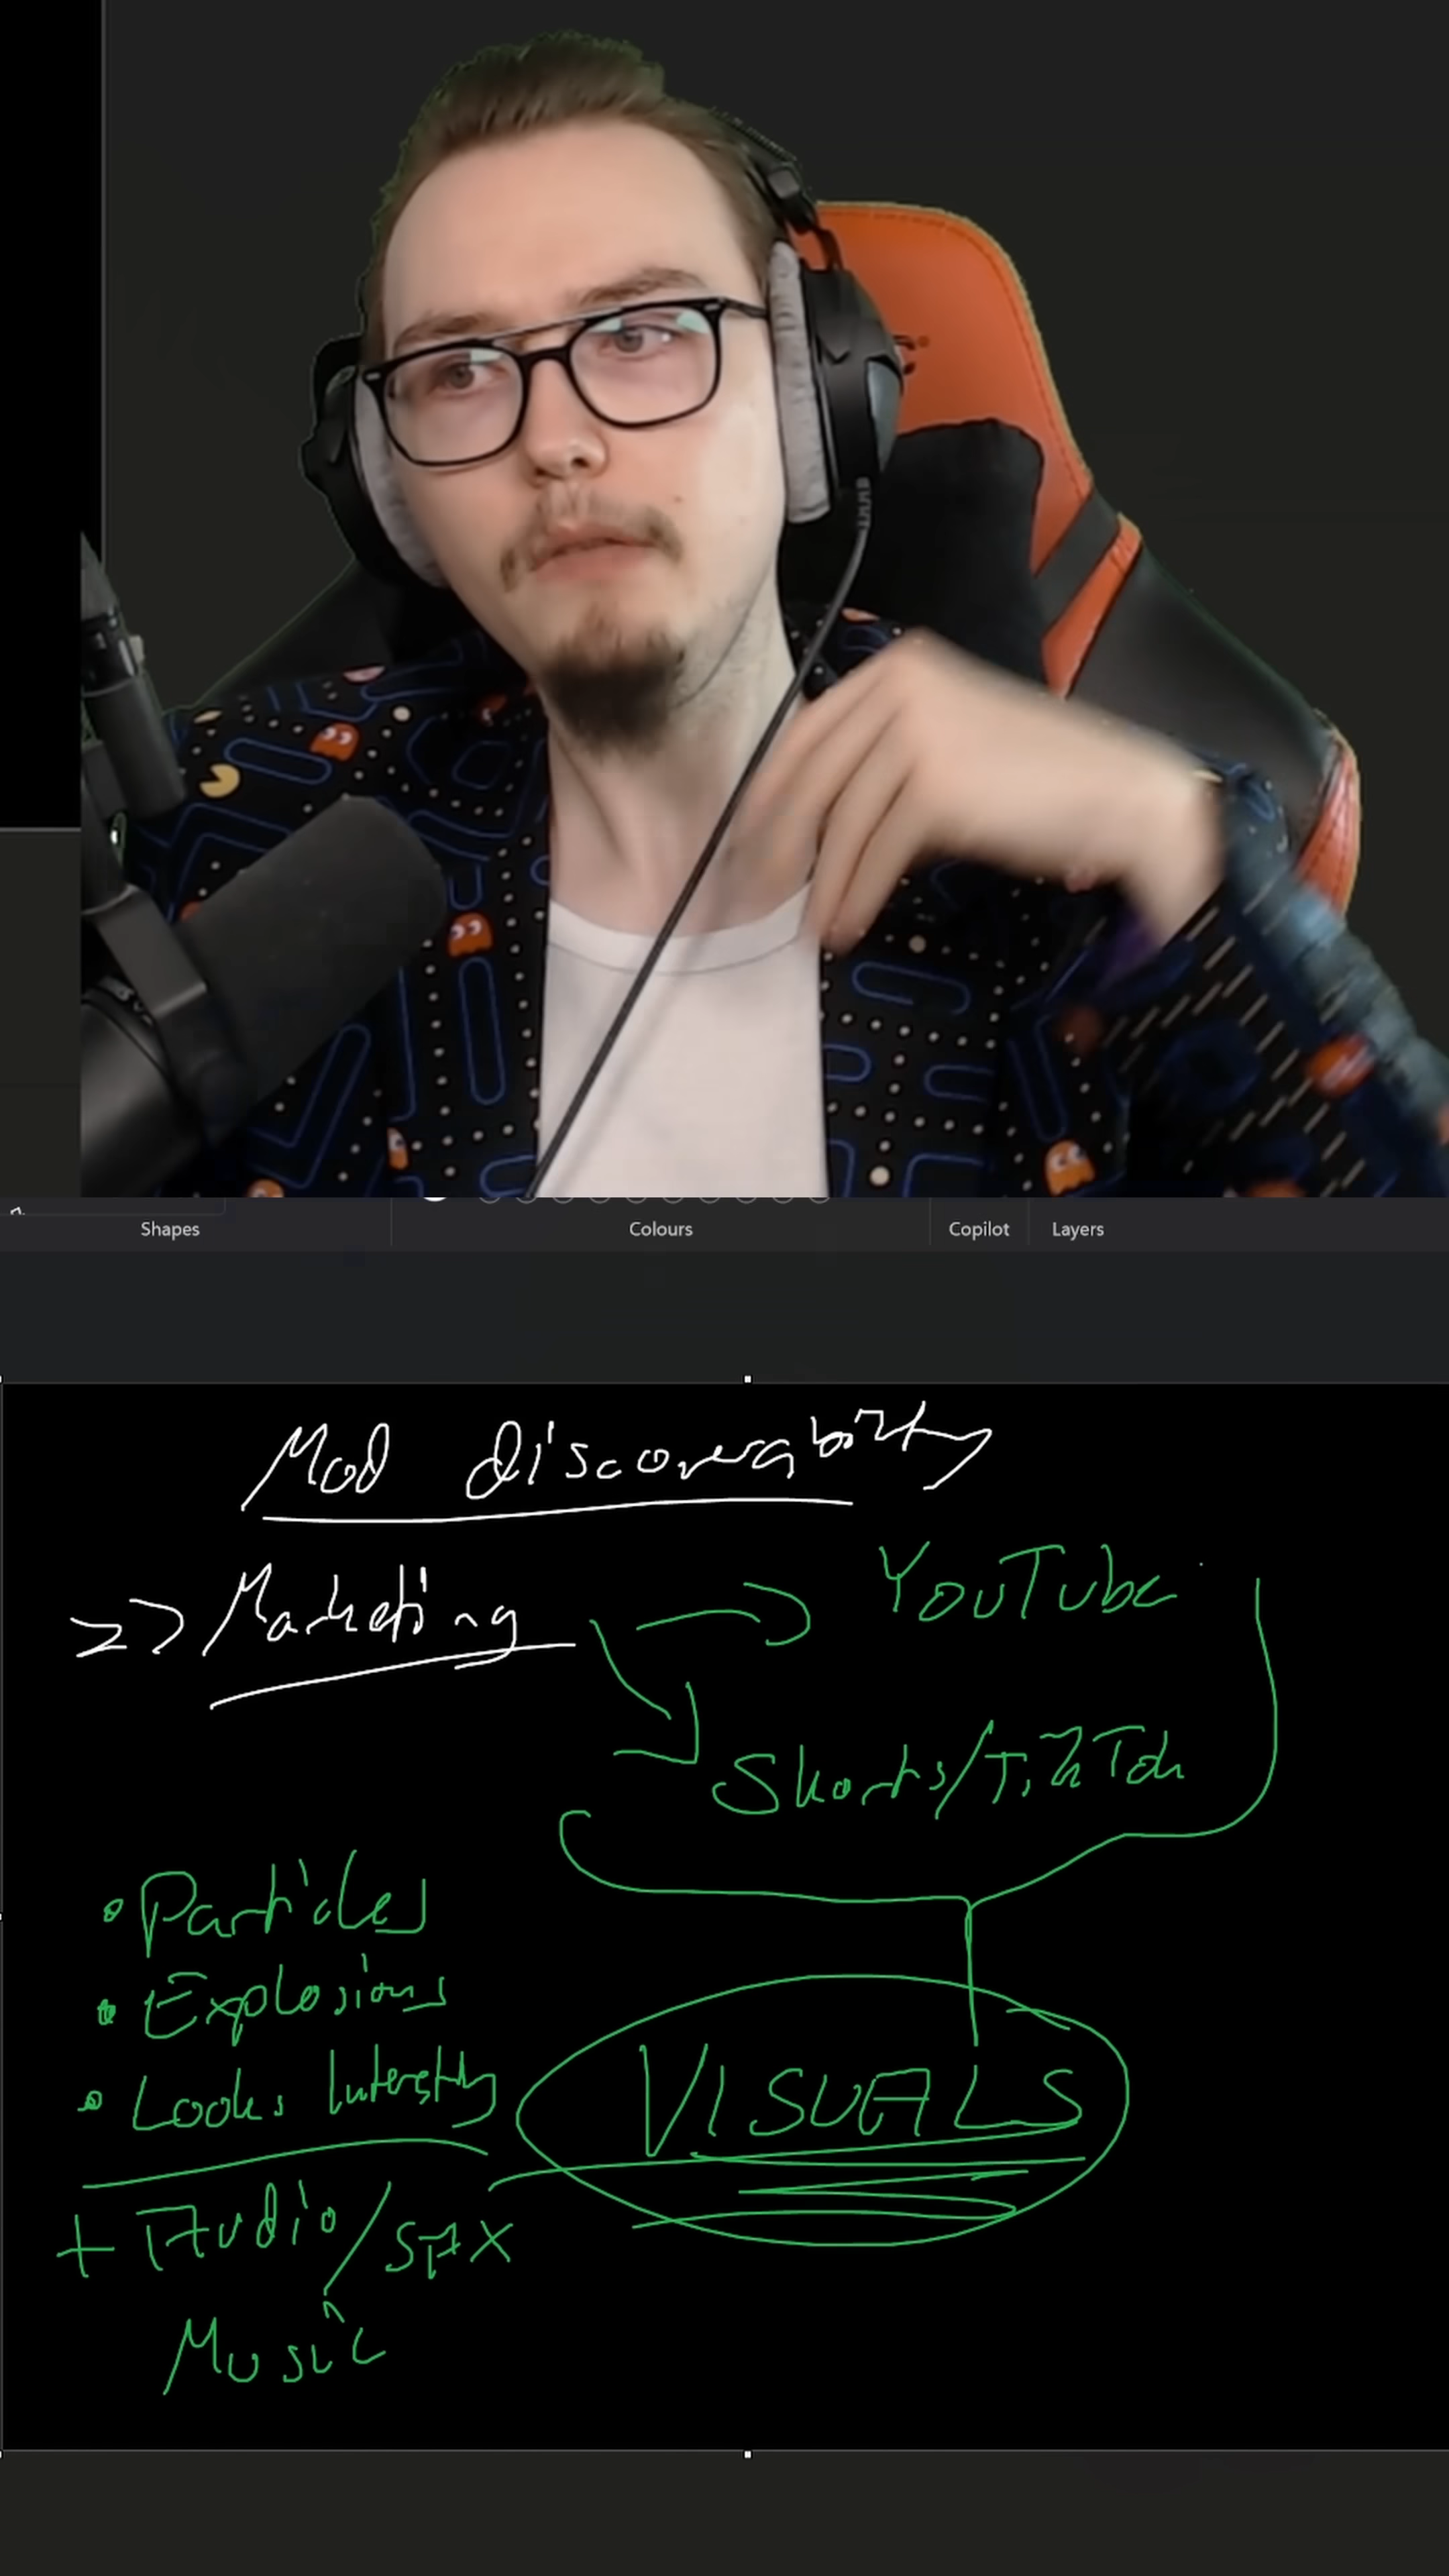 Shapes
Colours
Copilot
Layers
Mod discoverability
>> Marketing
YouTube
Shorts/TikTok
• Particles
• Explosions
• Looks Interesting
VISUALS
+ Audio/SFX
Music